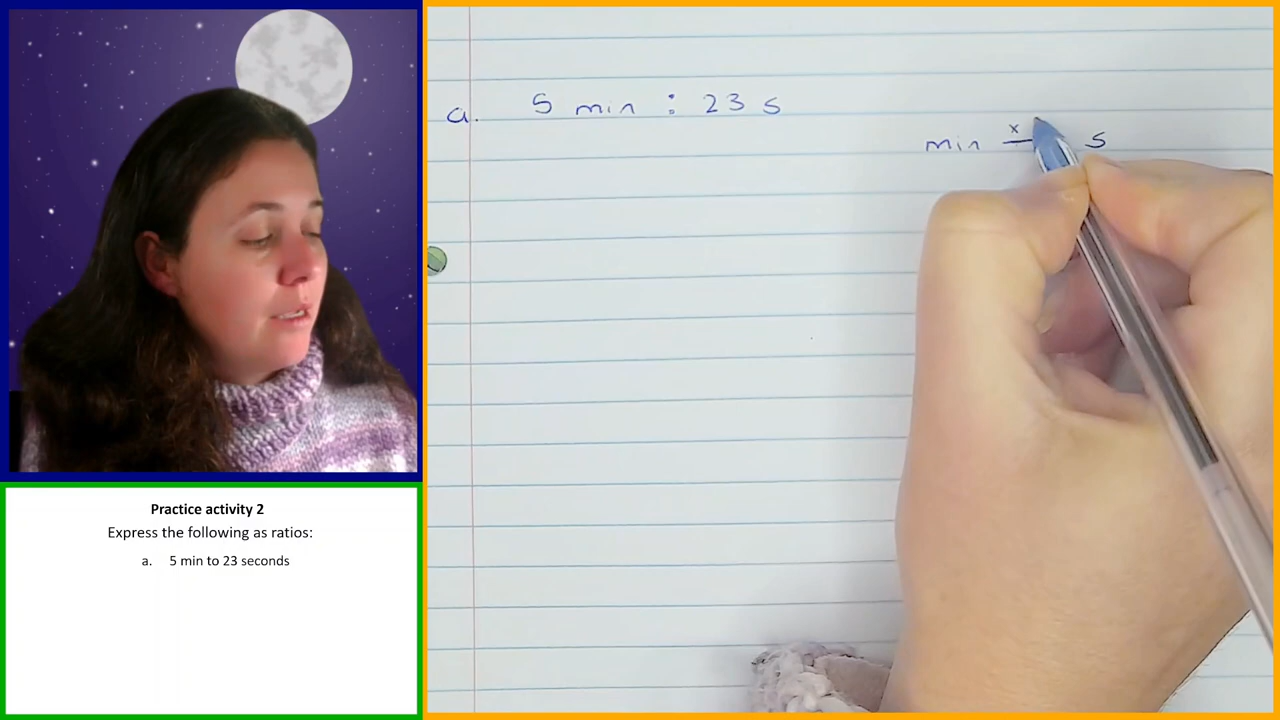 a. 5 min : 23 s
min x s
Practice activity 2
Express the following as ratios:
a. 5 min to 23 seconds